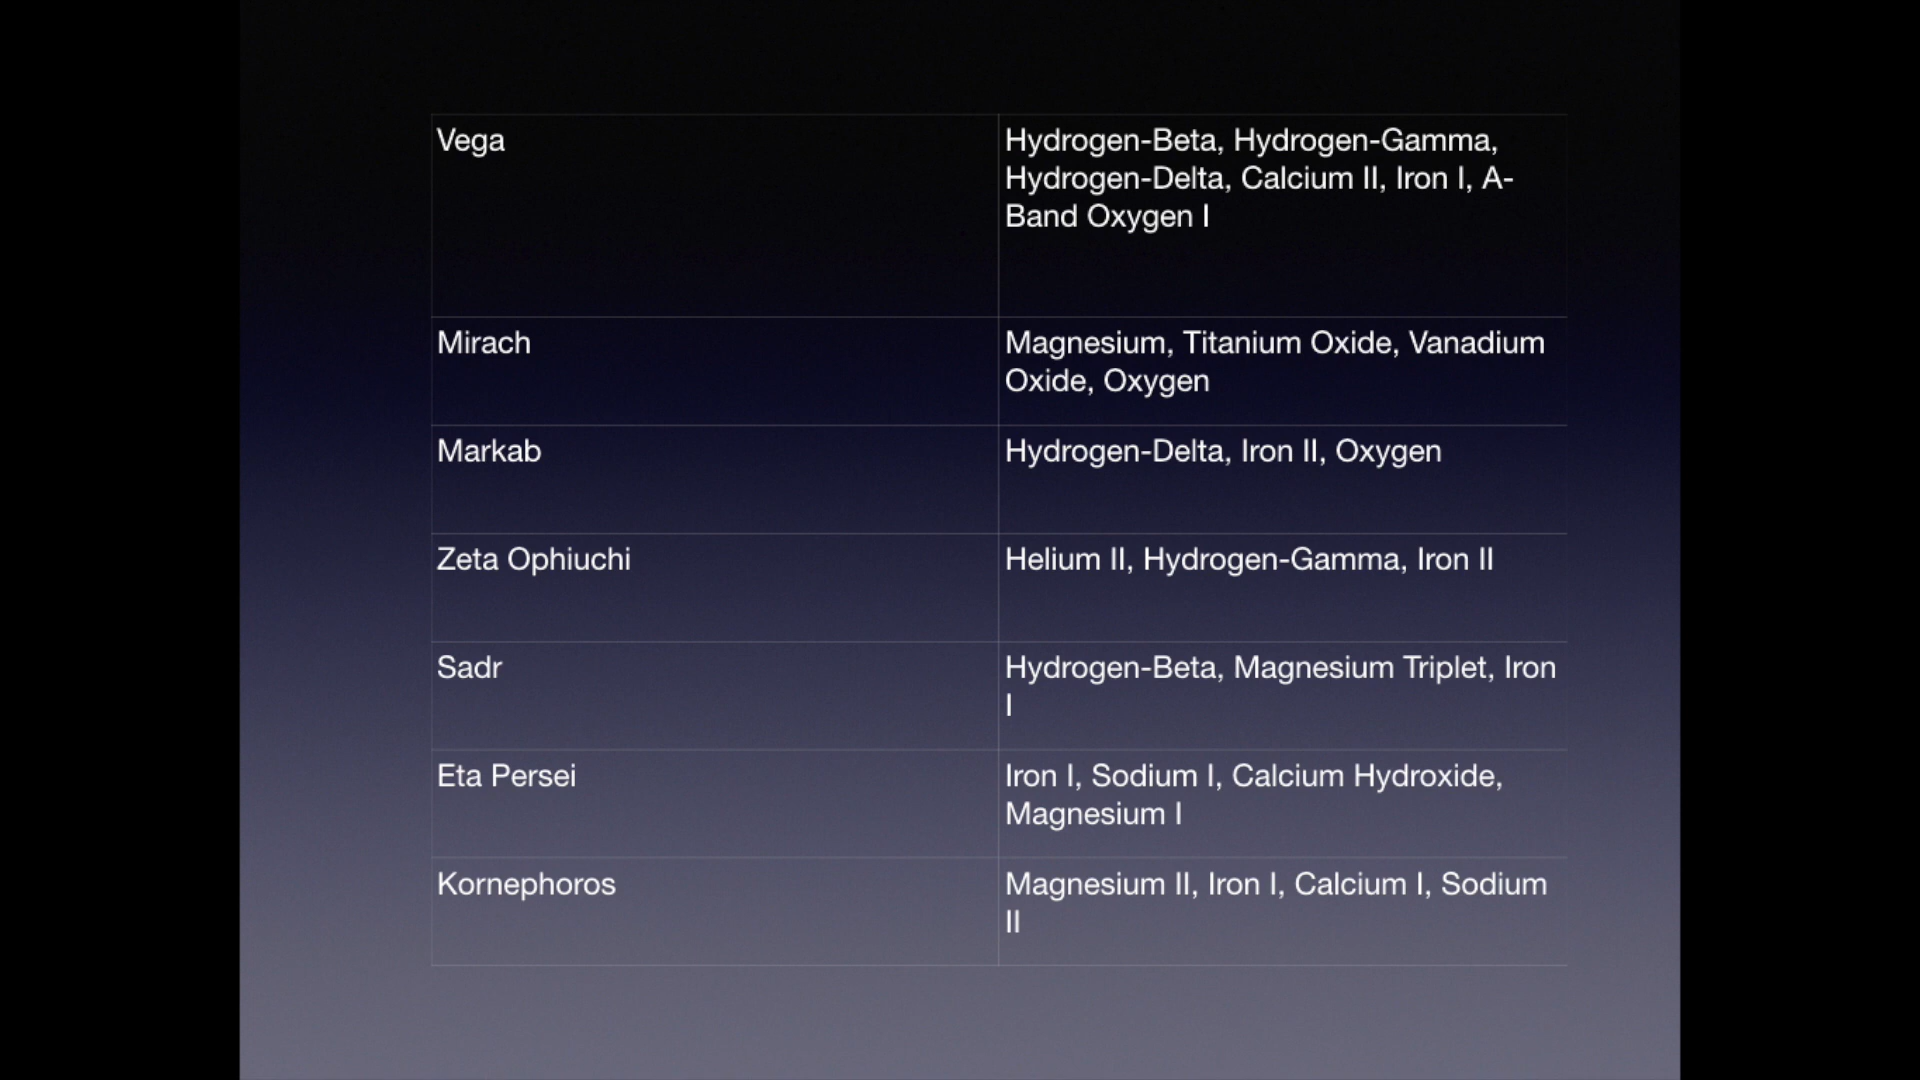 Vega
Hydrogen-Beta, Hydrogen-Gamma,
Hydrogen-Delta, Calcium II, Iron I, A-
Band Oxygen I
Mirach
Magnesium, Titanium Oxide, Vanadium
Oxide, Oxygen
Markab
Hydrogen-Delta, Iron II, Oxygen
Zeta Ophiuchi
Helium II, Hydrogen-Gamma, Iron II
Sadr
Hydrogen-Beta, Magnesium Triplet, Iron
I
Eta Persei
Iron I, Sodium I, Calcium Hydroxide,
Magnesium I
Kornephoros
Magnesium II, Iron I, Calcium I, Sodium
II